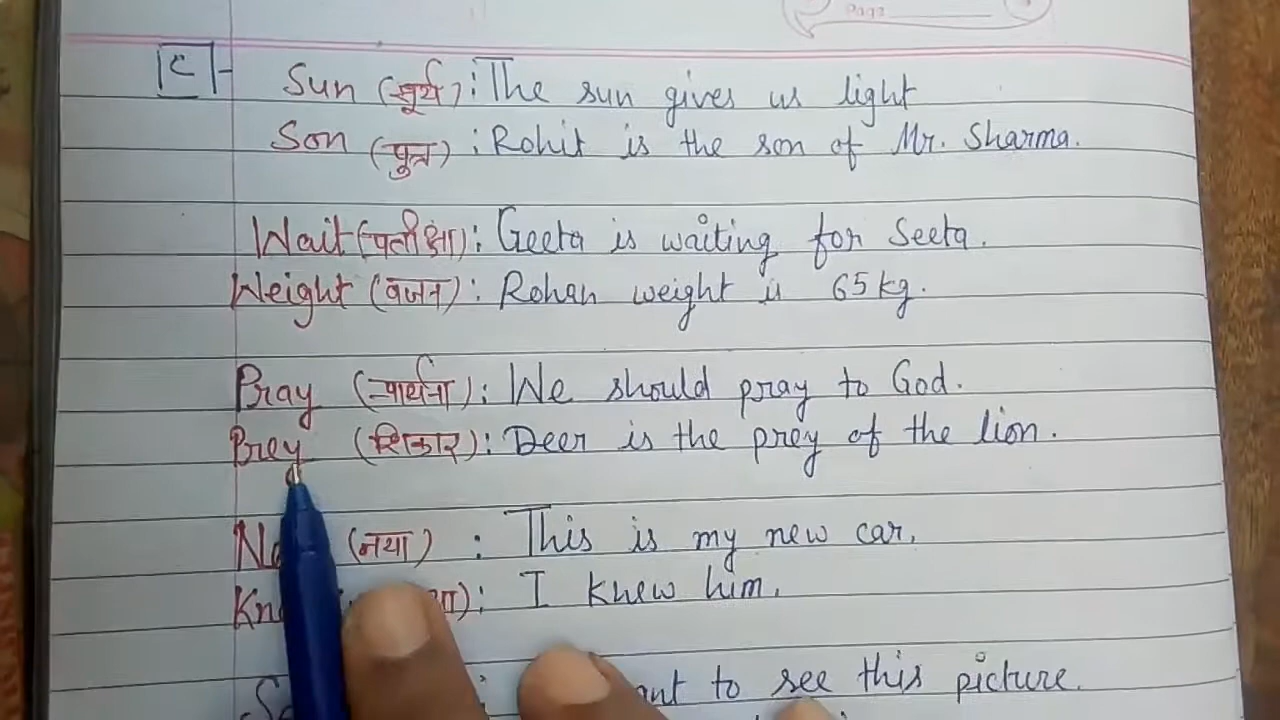 Page
C - Sun (सूर्य) : The sun gives us light
Son (पुत्र) : Rohit is the son of Mr. Sharma.
Wait (प्रतीक्षा) : Geeta is waiting for Seeta.
Weight (वजन) : Rohan weight is 65 kg.
Pray (प्रार्थना) : We should pray to God.
Prey (शिकार) : Deer is the prey of the lion.
(नया) : This is my new car.
: I knew him.
to see this picture.